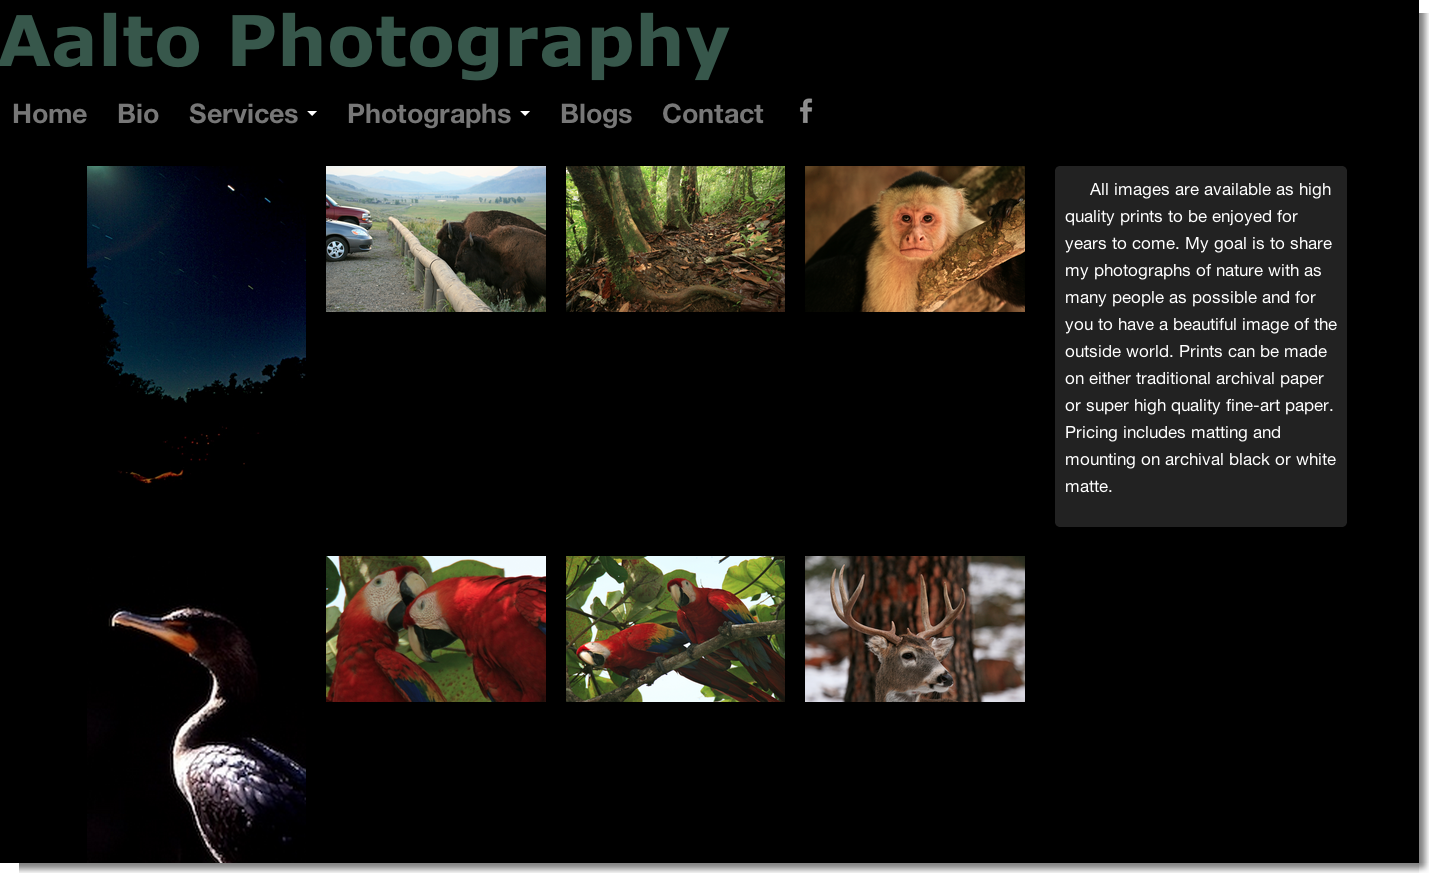 Aalto Photography
Home Bio Services Photographs Blogs Contact f
All images are available as high
quality prints to be enjoyed for
years to come. My goal is to share
my photographs of nature with as
many people as possible and for
you to have a beautiful image of the
outside world. Prints can be made
on either traditional archival paper
or super high quality fine-art paper.
Pricing includes matting and
mounting on archival black or white
matte.